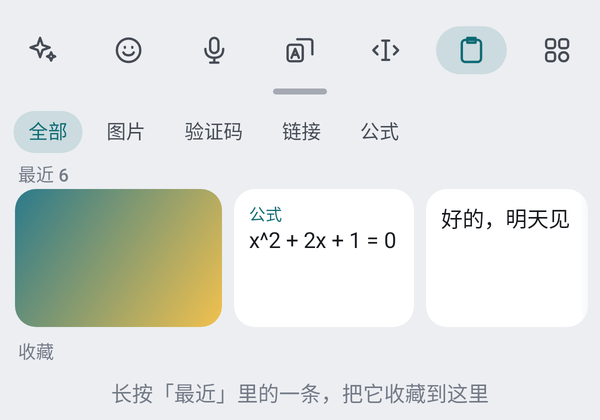 全部 图片 验证码 链接 公式
最近 6
公式
x^2 + 2x + 1 = 0
好的，明天见
收藏
长按「最近」里的一条，把它收藏到这里